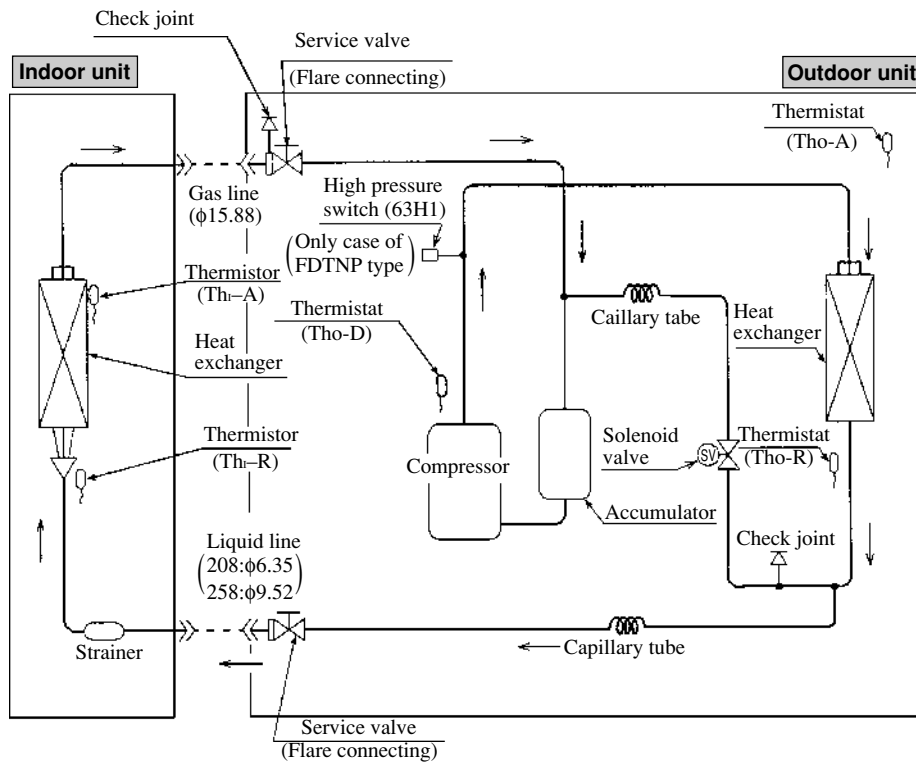 Check joint
Service valve
(Flare connecting)
Indoor unit
Outdoor unit
Thermistat
(Tho-A)
Gas line
(ϕ15.88)
High pressure
switch (63H1)
(Only case of
FDTNP type)
Thermistor
(ThI–A)
Thermistat
(Tho-D)
Caillary tabe
Heat
exchanger
Heat
exchanger
Thermistor
(ThI–R)
Compressor
Solenoid
valve
SV
Thermistat
(Tho-R)
Accumulator
Liquid line
(208:ϕ6.35
258:ϕ9.52)
Check joint
Strainer
Capillary tube
Service valve
(Flare connecting)